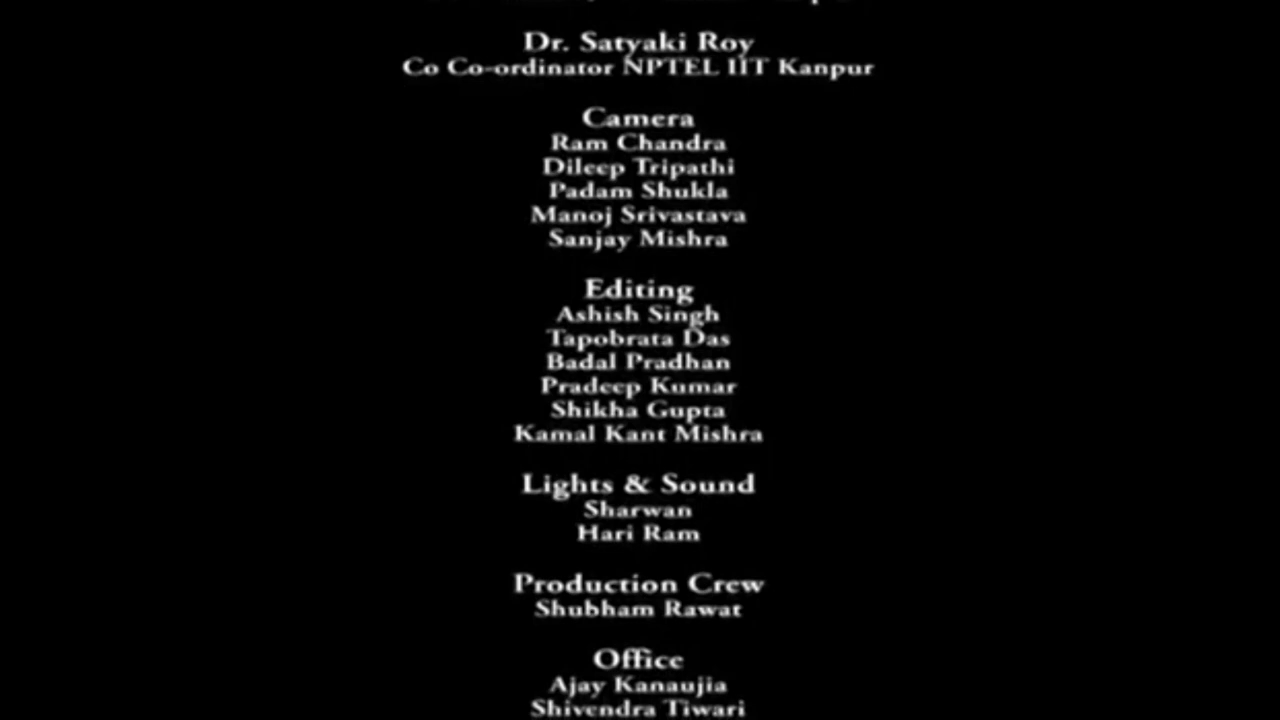 Dr. Satyaki Roy
Co Co-ordinator NPTEL IIT Kanpur
Camera
Ram Chandra
Dileep Tripathi
Padam Shukla
Manoj Srivastava
Sanjay Mishra
Editing
Ashish Singh
Tapobrata Das
Badal Pradhan
Pradeep Kumar
Shikha Gupta
Kamal Kant Mishra
Lights & Sound
Sharwan
Hari Ram
Production Crew
Shubham Rawat
Office
Ajay Kanaujia
Shivendra Tiwari